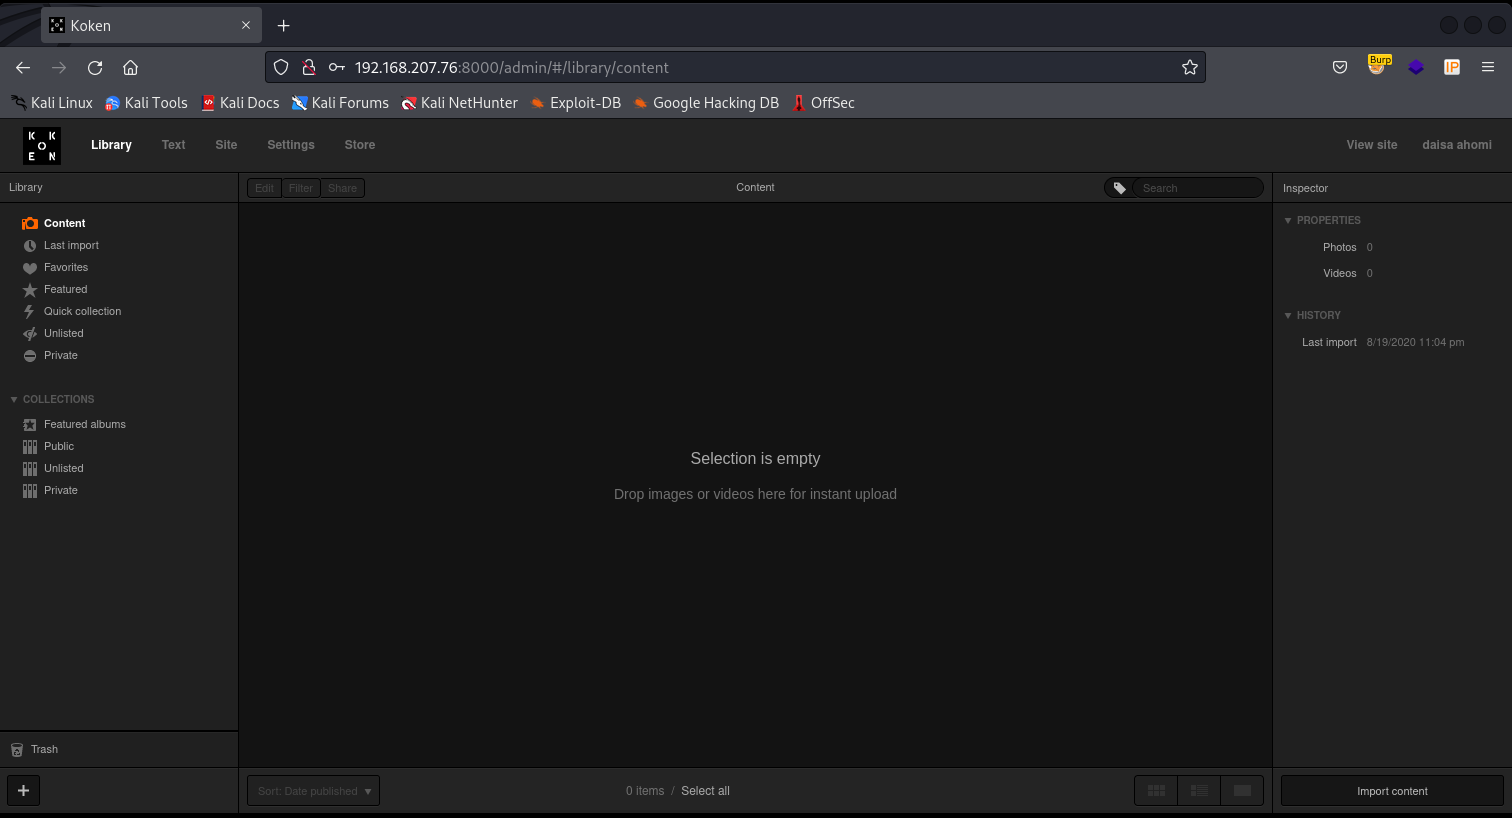 Koken
192.168.207.76:8000/admin/#/library/content
Burp
IP
Kali Linux Kali Tools Kali Docs Kali Forums Kali NetHunter Exploit-DB Google Hacking DB OffSec
K K
O
E N
Library Text Site Settings Store View site daisa ahomi
Library
Edit Filter Share Content Search
Inspector
Content
Last import
Favorites
Featured
Quick collection
Unlisted
Private
COLLECTIONS
Featured albums
Public
Unlisted
Private
Trash
Selection is empty
Drop images or videos here for instant upload
PROPERTIES
Photos 0
Videos 0
HISTORY
Last import 8/19/2020 11:04 pm
+ Sort: Date published 0 items / Select all Import content